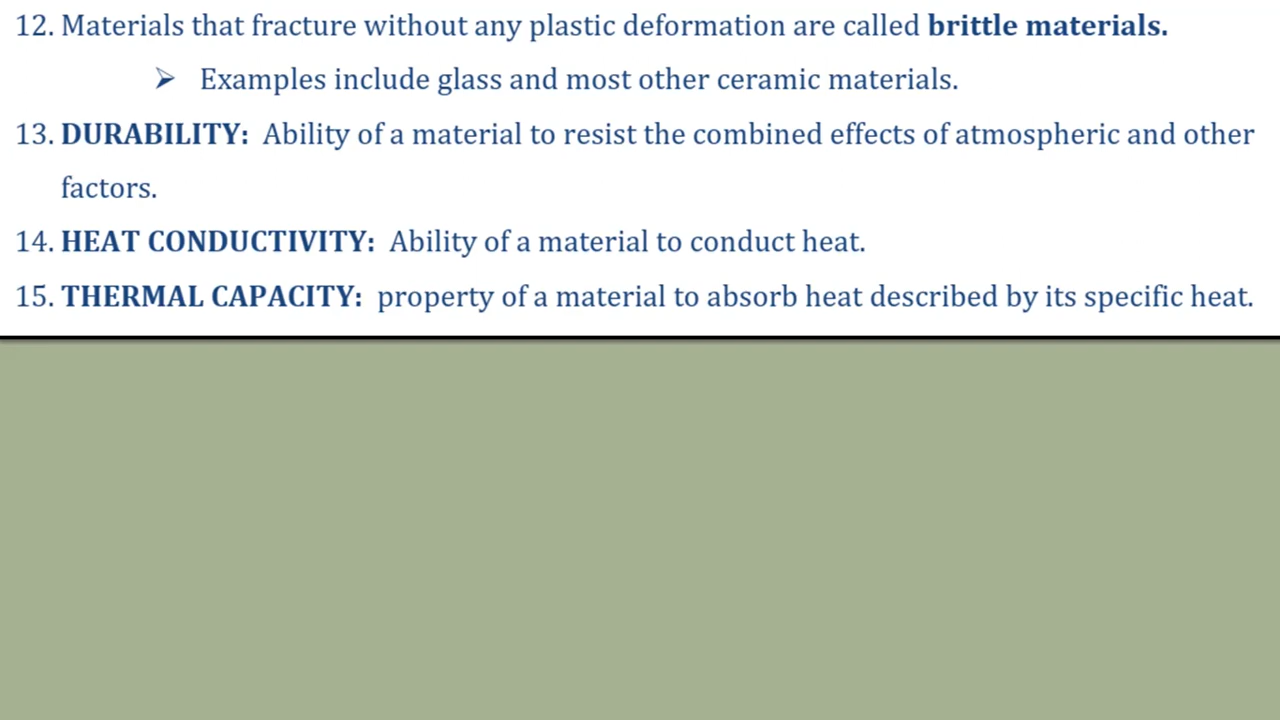 12. Materials that fracture without any plastic deformation are called brittle materials.
➢ Examples include glass and most other ceramic materials.
13. DURABILITY: Ability of a material to resist the combined effects of atmospheric and other
factors.
14. HEAT CONDUCTIVITY: Ability of a material to conduct heat.
15. THERMAL CAPACITY: property of a material to absorb heat described by its specific heat.